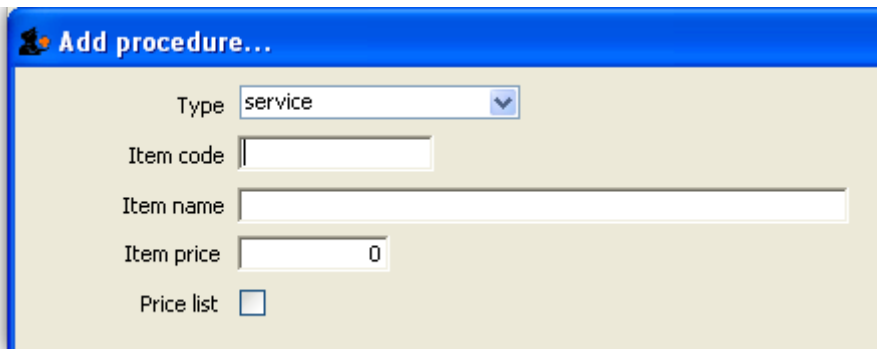 Add procedure...
Type service
Item code
Item name
Item price 0
Price list